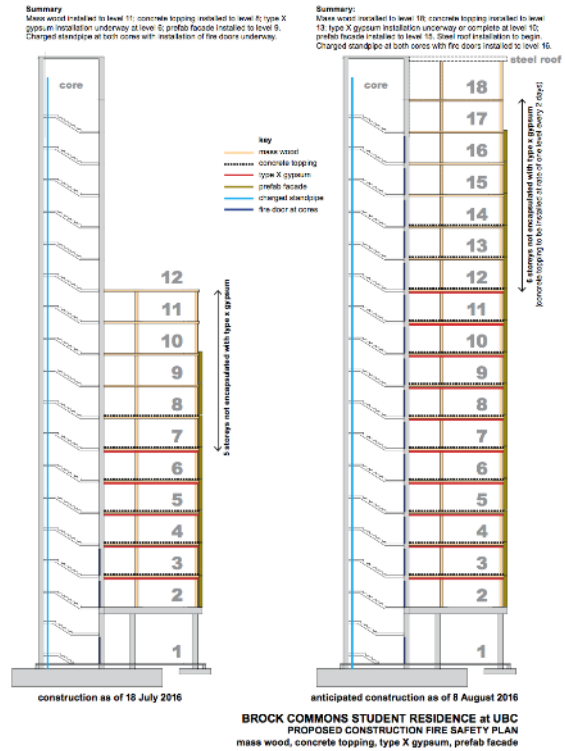 Summary
Mass wood installed to level 11; concrete topping installed to level 8; type X
gypsum installation underway at level 6; prefab facade installed to level 9.
Charged standpipe at both cores with installation of fire doors underway.
Summary:
Mass wood installed to level 18; concrete topping installed to level
13; type X gypsum installation underway or complete at level 10;
prefab facade installed to level 15. Steel roof installation to begin.
Charged standpipe at both cores with fire doors installed to level 16.
core
key
mass wood
concrete topping
type X gypsum
prefab facade
charged standpipe
fire door at cores
12
11
10
9
8
7
6
5
4
3
2
1
5 storeys not encapsulated with type x gypsum
construction as of 18 July 2016
core
steel roof
18
17
16
15
14
13
12
11
10
9
8
7
6
5
4
3
2
1
6 storeys not encapsulated with type x gypsum
(concrete topping to be installed at rate of one level every 2 days)
anticipated construction as of 8 August 2016
BROCK COMMONS STUDENT RESIDENCE at UBC
PROPOSED CONSTRUCTION FIRE SAFETY PLAN
mass wood, concrete topping, type X gypsum, prefab facade